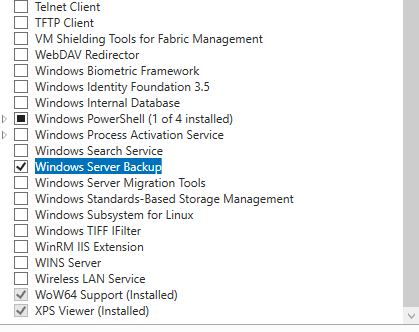 Telnet Client
TFTP Client
VM Shielding Tools for Fabric Management
WebDAV Redirector
Windows Biometric Framework
Windows Identity Foundation 3.5
Windows Internal Database
Windows PowerShell (1 of 4 installed)
Windows Process Activation Service
Windows Search Service
Windows Server Backup
Windows Server Migration Tools
Windows Standards-Based Storage Management
Windows Subsystem for Linux
Windows TIFF IFilter
WinRM IIS Extension
WINS Server
Wireless LAN Service
WoW64 Support (Installed)
XPS Viewer (Installed)